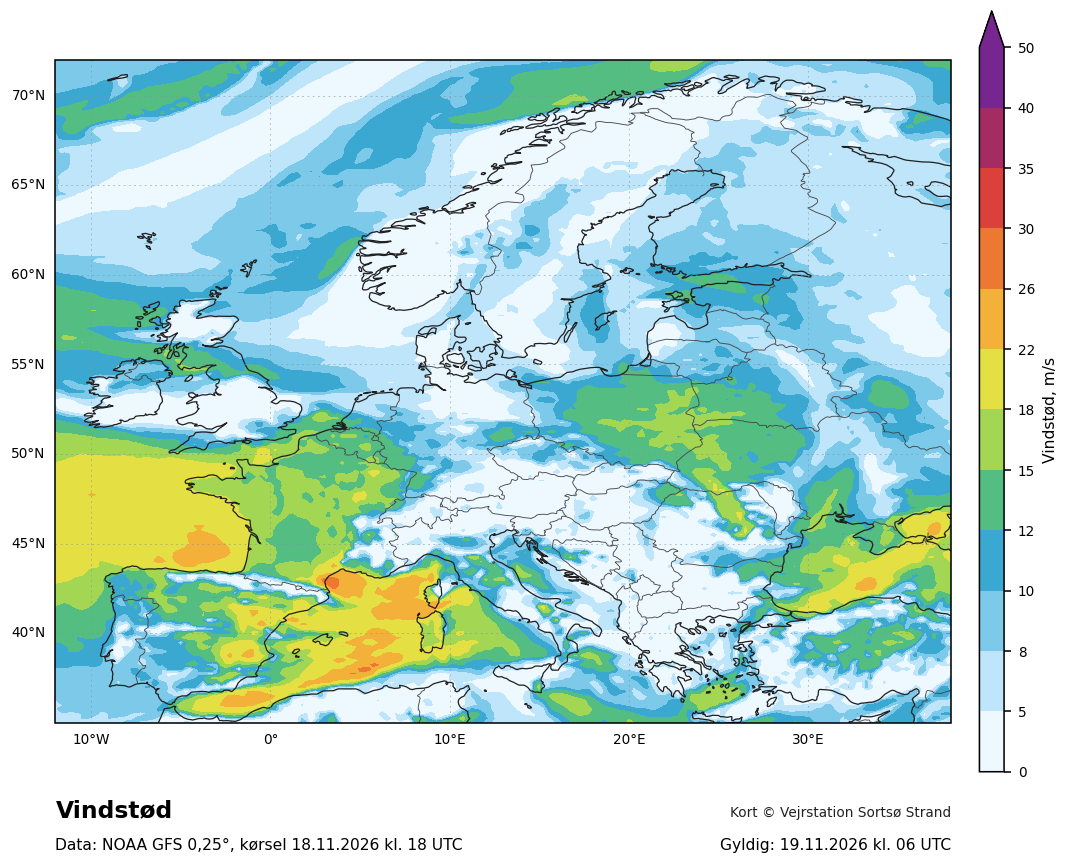 50
40
35
30
26
22
18
15
12
10
8
5
0
Vindstød, m/s
70°N
65°N
60°N
55°N
50°N
45°N
40°N
10°W
0°
10°E
20°E
30°E
Vindstød
Kort © Vejrstation Sortsø Strand
Data: NOAA GFS 0,25°, kørsel 18.11.2026 kl. 18 UTC
Gyldig: 19.11.2026 kl. 06 UTC